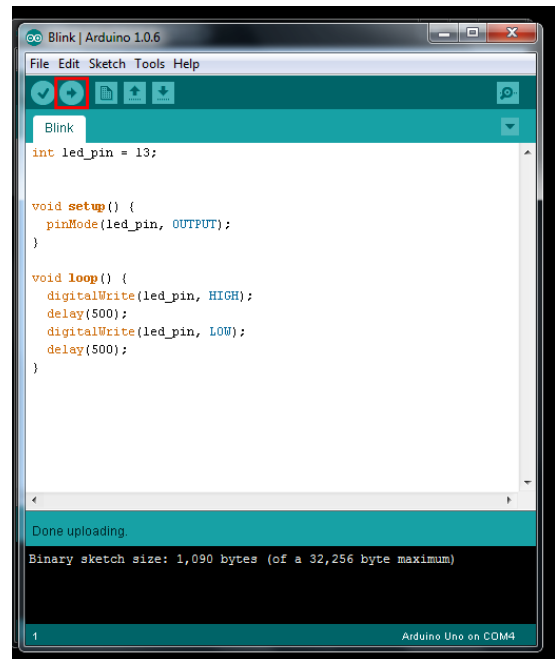 Blink | Arduino 1.0.6
File Edit Sketch Tools Help
Blink
int led_pin = 13;
void setup() {
  pinMode(led_pin, OUTPUT);
}
void loop() {
  digitalWrite(led_pin, HIGH);
  delay(500);
  digitalWrite(led_pin, LOW);
  delay(500);
}
Done uploading.
Binary sketch size: 1,090 bytes (of a 32,256 byte maximum)
1 Arduino Uno on COM4